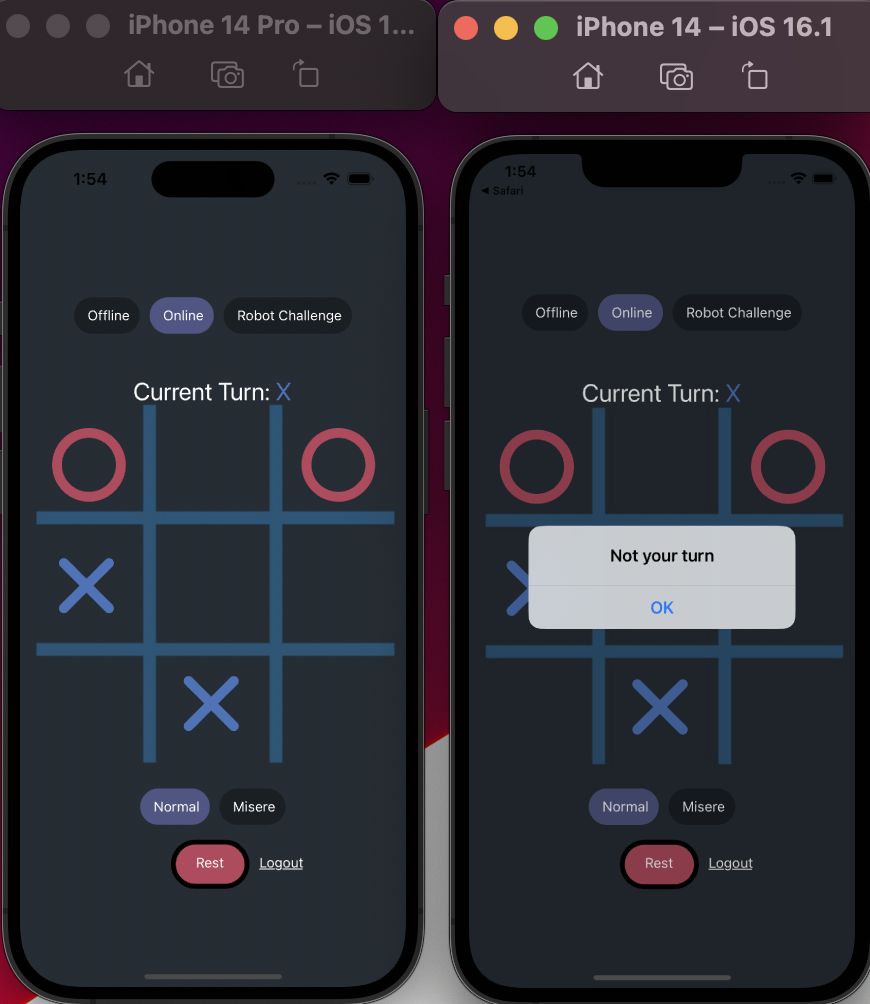 iPhone 14 Pro – iOS 1...
1:54
Offline Online Robot Challenge
Current Turn: X
Normal Misere
Rest Logout
iPhone 14 – iOS 16.1
1:54
◀ Safari
Offline Online Robot Challenge
Current Turn: X
Not your turn
OK
Normal Misere
Rest Logout